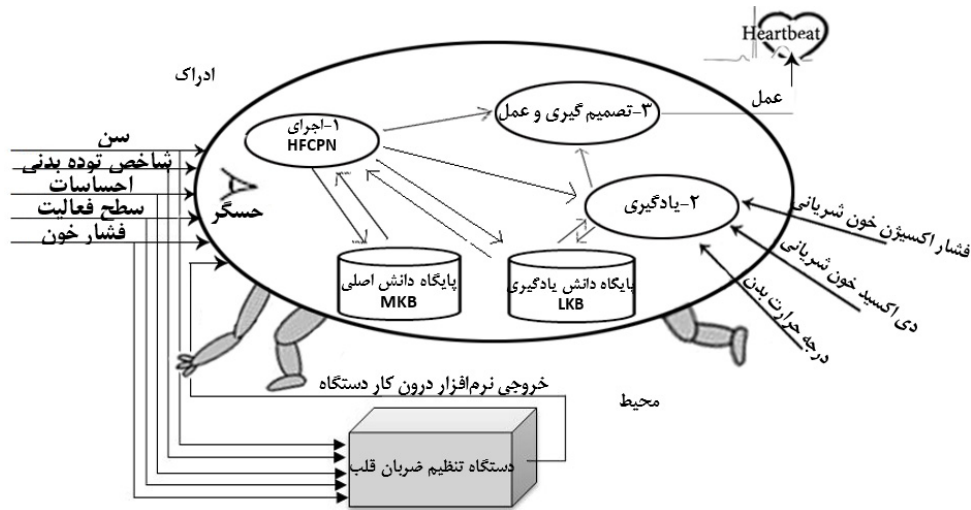 Heartbeat
ادراک
عمل
۳-تصمیم گیری و عمل
۱-اجرای
HFCPN
سن
شاخص توده بدنی
احساسات
سطح فعالیت
فشار خون
حسگر
۲-یادگیری
فشار اکسیژن خون شریانی
دی اکسید خون شریانی
درجه حرارت بدن
پایگاه دانش اصلی
MKB
پایگاه دانش یادگیری
LKB
خروجی نرم‌افزار درون کار دستگاه
محیط
دستگاه تنظیم ضربان قلب